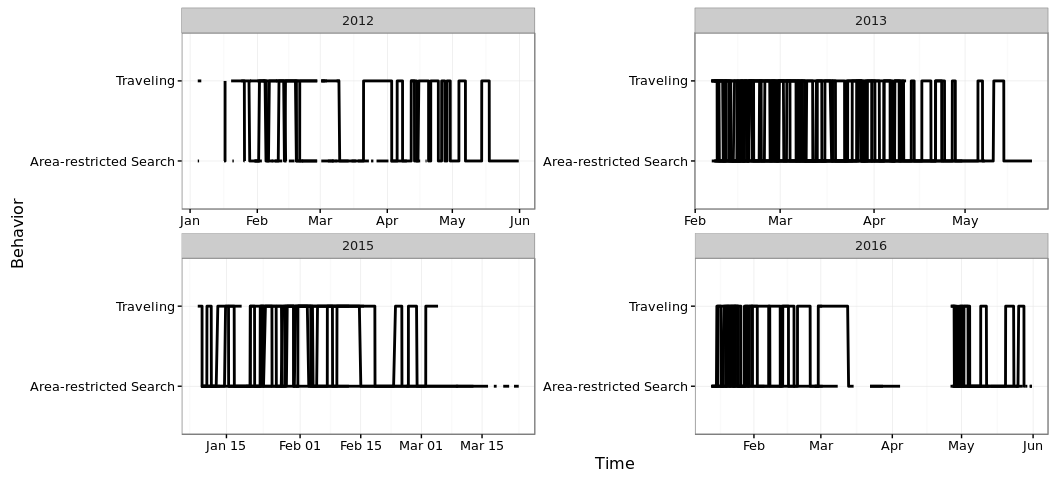 2012
2013
Traveling
Area-restricted Search
Traveling
Area-restricted Search
Jan Feb Mar Apr May Jun
Feb Mar Apr May
2015
2016
Traveling
Area-restricted Search
Traveling
Area-restricted Search
Jan 15 Feb 01 Feb 15 Mar 01 Mar 15
Feb Mar Apr May Jun
Behavior
Time